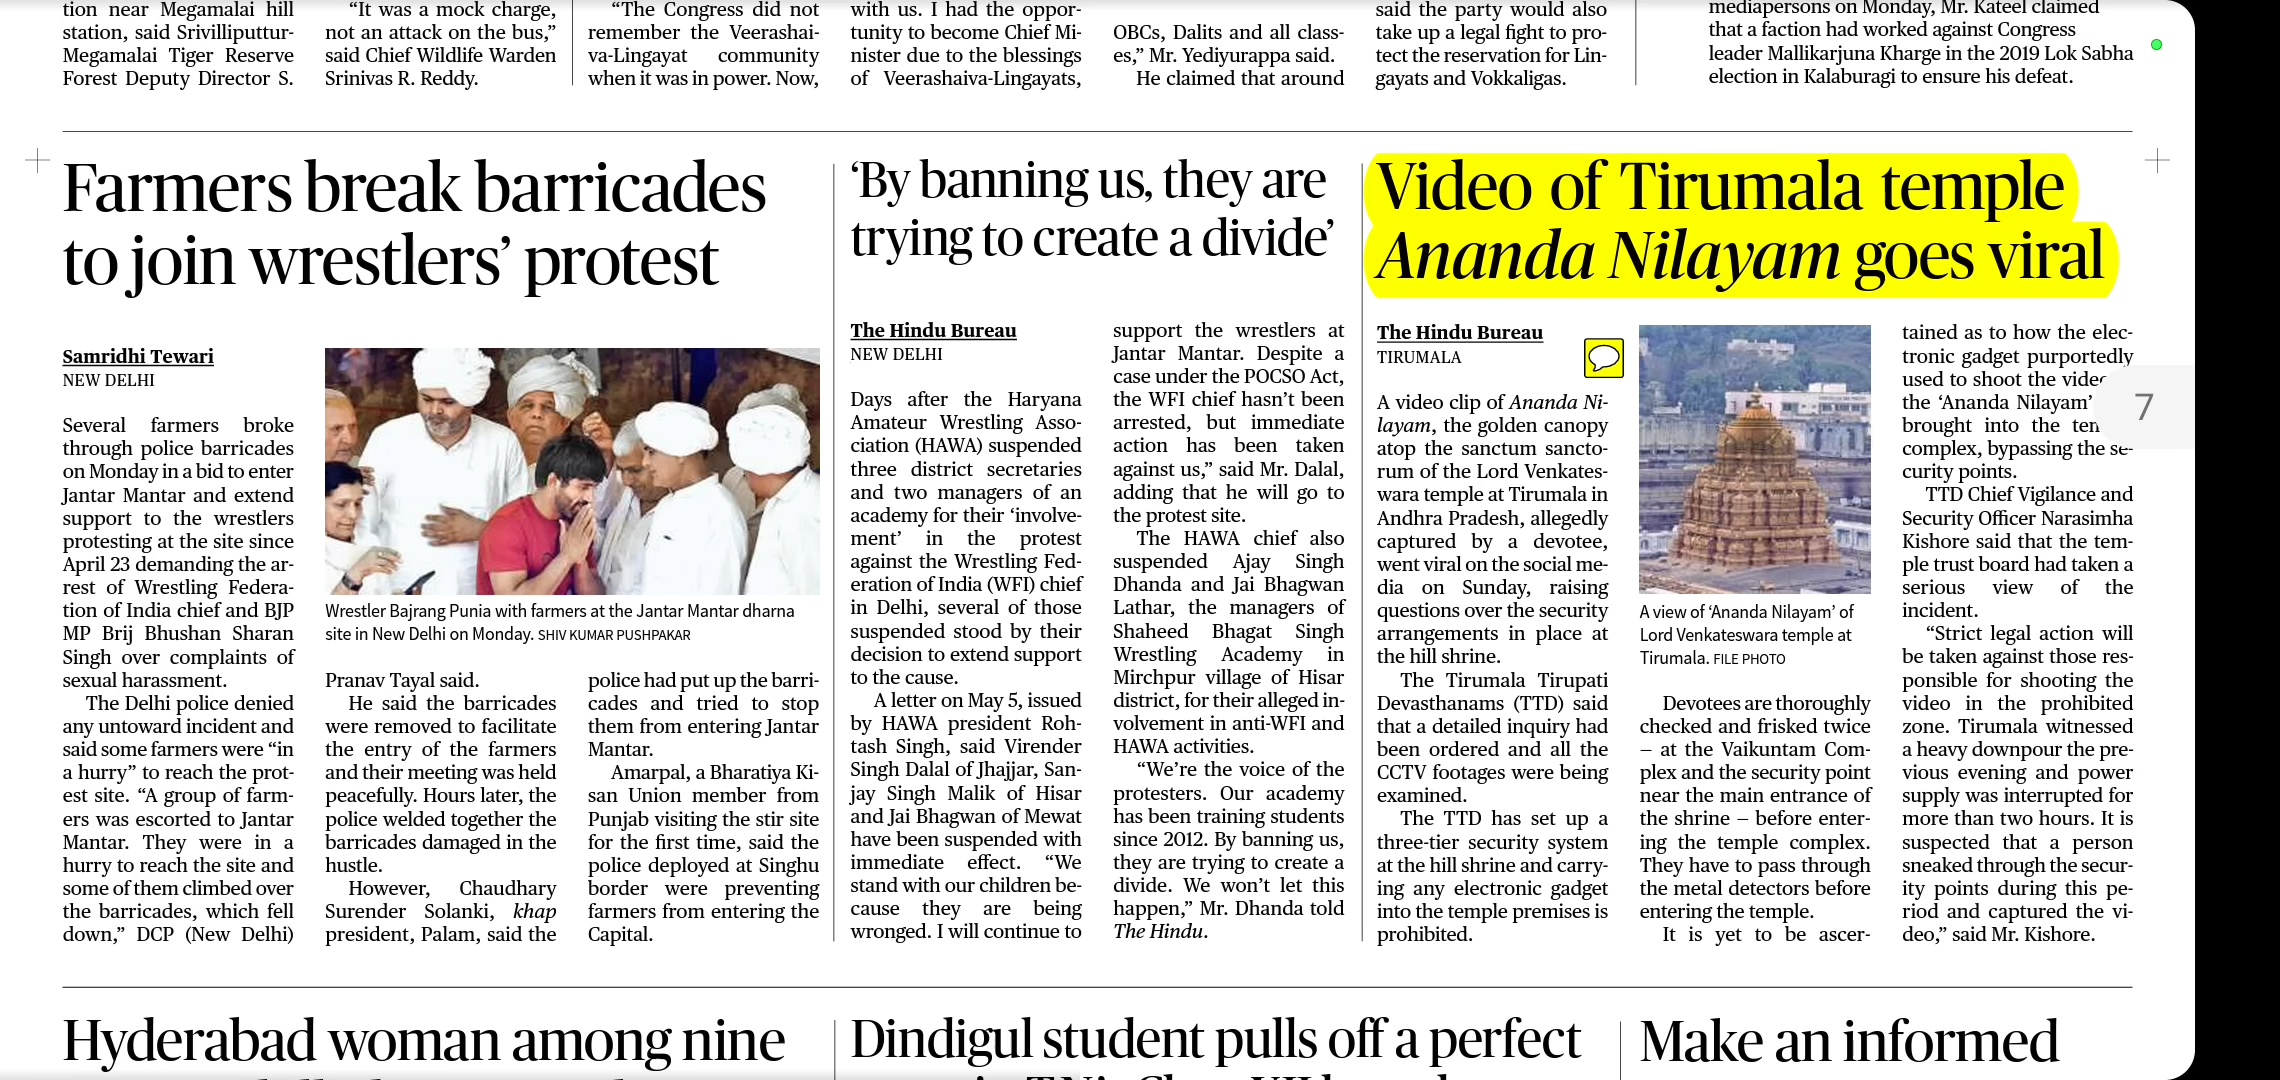 tion near Megamalai hill
station, said Srivilliputtur-
Megamalai Tiger Reserve
Forest Deputy Director S.
“It was a mock charge,
not an attack on the bus,”
said Chief Wildlife Warden
Srinivas R. Reddy.
“The Congress did not
remember the Veerashai-
va-Lingayat community
when it was in power. Now,
with us. I had the oppor-
tunity to become Chief Mi-
nister due to the blessings
of Veerashaiva-Lingayats,
OBCs, Dalits and all class-
es,” Mr. Yediyurappa said.
He claimed that around
said the party would also
take up a legal fight to pro-
tect the reservation for Lin-
gayats and Vokkaligas.
mediapersons on Monday, Mr. Kateel claimed
that a faction had worked against Congress
leader Mallikarjuna Kharge in the 2019 Lok Sabha
election in Kalaburagi to ensure his defeat.
Farmers break barricades
to join wrestlers’ protest
Samridhi Tewari
NEW DELHI
Several farmers broke
through police barricades
on Monday in a bid to enter
Jantar Mantar and extend
support to the wrestlers
protesting at the site since
April 23 demanding the ar-
rest of Wrestling Federa-
tion of India chief and BJP
MP Brij Bhushan Sharan
Singh over complaints of
sexual harassment.
The Delhi police denied
any untoward incident and
said some farmers were “in
a hurry” to reach the prot-
est site. “A group of farm-
ers was escorted to Jantar
Mantar. They were in a
hurry to reach the site and
some of them climbed over
the barricades, which fell
down,” DCP (New Delhi)
Wrestler Bajrang Punia with farmers at the Jantar Mantar dharna
site in New Delhi on Monday. SHIV KUMAR PUSHPAKAR
Pranav Tayal said.
He said the barricades
were removed to facilitate
the entry of the farmers
and their meeting was held
peacefully. Hours later, the
police welded together the
barricades damaged in the
hustle.
However, Chaudhary
Surender Solanki, khap
president, Palam, said the
police had put up the barri-
cades and tried to stop
them from entering Jantar
Mantar.
Amarpal, a Bharatiya Ki-
san Union member from
Punjab visiting the stir site
for the first time, said the
police deployed at Singhu
border were preventing
farmers from entering the
Capital.
‘By banning us, they are
trying to create a divide’
The Hindu Bureau
NEW DELHI
Days after the Haryana
Amateur Wrestling Asso-
ciation (HAWA) suspended
three district secretaries
and two managers of an
academy for their ‘involve-
ment’ in the protest
against the Wrestling Fed-
eration of India (WFI) chief
in Delhi, several of those
suspended stood by their
decision to extend support
to the cause.
A letter on May 5, issued
by HAWA president Roh-
tash Singh, said Virender
Singh Dalal of Jhajjar, San-
jay Singh Malik of Hisar
and Jai Bhagwan of Mewat
have been suspended with
immediate effect. “We
stand with our children be-
cause they are being
wronged. I will continue to
support the wrestlers at
Jantar Mantar. Despite a
case under the POCSO Act,
the WFI chief hasn’t been
arrested, but immediate
action has been taken
against us,” said Mr. Dalal,
adding that he will go to
the protest site.
The HAWA chief also
suspended Ajay Singh
Dhanda and Jai Bhagwan
Lathar, the managers of
Shaheed Bhagat Singh
Wrestling Academy in
Mirchpur village of Hisar
district, for their alleged in-
volvement in anti-WFI and
HAWA activities.
“We’re the voice of the
protesters. Our academy
has been training students
since 2012. By banning us,
they are trying to create a
divide. We won’t let this
happen,” Mr. Dhanda told
The Hindu.
Video of Tirumala temple
Ananda Nilayam goes viral
The Hindu Bureau
TIRUMALA
A video clip of Ananda Ni-
layam, the golden canopy
atop the sanctum sancto-
rum of the Lord Venkates-
wara temple at Tirumala in
Andhra Pradesh, allegedly
captured by a devotee,
went viral on the social me-
dia on Sunday, raising
questions over the security
arrangements in place at
the hill shrine.
The Tirumala Tirupati
Devasthanams (TTD) said
that a detailed inquiry had
been ordered and all the
CCTV footages were being
examined.
The TTD has set up a
three-tier security system
at the hill shrine and carry-
ing any electronic gadget
into the temple premises is
prohibited.
A view of ‘Ananda Nilayam’ of
Lord Venkateswara temple at
Tirumala. FILE PHOTO
Devotees are thoroughly
checked and frisked twice
– at the Vaikuntam Com-
plex and the security point
near the main entrance of
the shrine – before enter-
ing the temple complex.
They have to pass through
the metal detectors before
entering the temple.
It is yet to be ascer-
tained as to how the elec-
tronic gadget purportedly
used to shoot the video
the ‘Ananda Nilayam’
brought into the
complex, bypassing the se-
curity points.
TTD Chief Vigilance and
Security Officer Narasimha
Kishore said that the tem-
ple trust board had taken a
serious view of the
incident.
“Strict legal action will
be taken against those res-
ponsible for shooting the
video in the prohibited
zone. Tirumala witnessed
a heavy downpour the pre-
vious evening and power
supply was interrupted for
more than two hours. It is
suspected that a person
sneaked through the secur-
ity points during this pe-
riod and captured the vi-
deo,” said Mr. Kishore.
7
Hyderabad woman among nine
Dindigul student pulls off a perfect
Make an informed